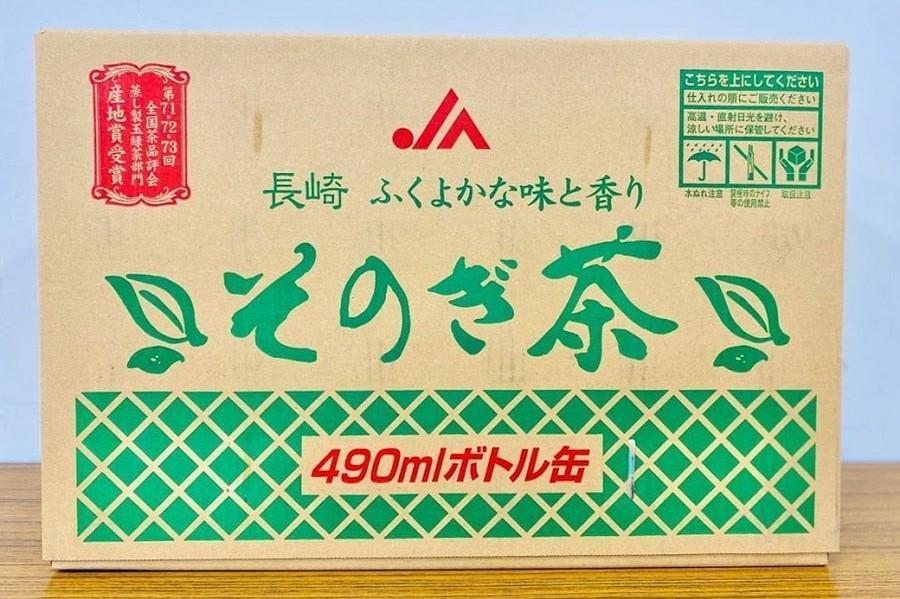 第71・72・73回
全国茶品評会
蒸し製玉緑茶部門
産地賞受賞
JA
こちらを上にしてください
仕入れの順にご販売ください
高温・直射日光を避け、
涼しい場所に保管してください
水ぬれ注意
開梱時のナイフ
等の使用禁止
取扱注意
長崎 ふくよかな味と香り
そのぎ茶
490mlボトル缶